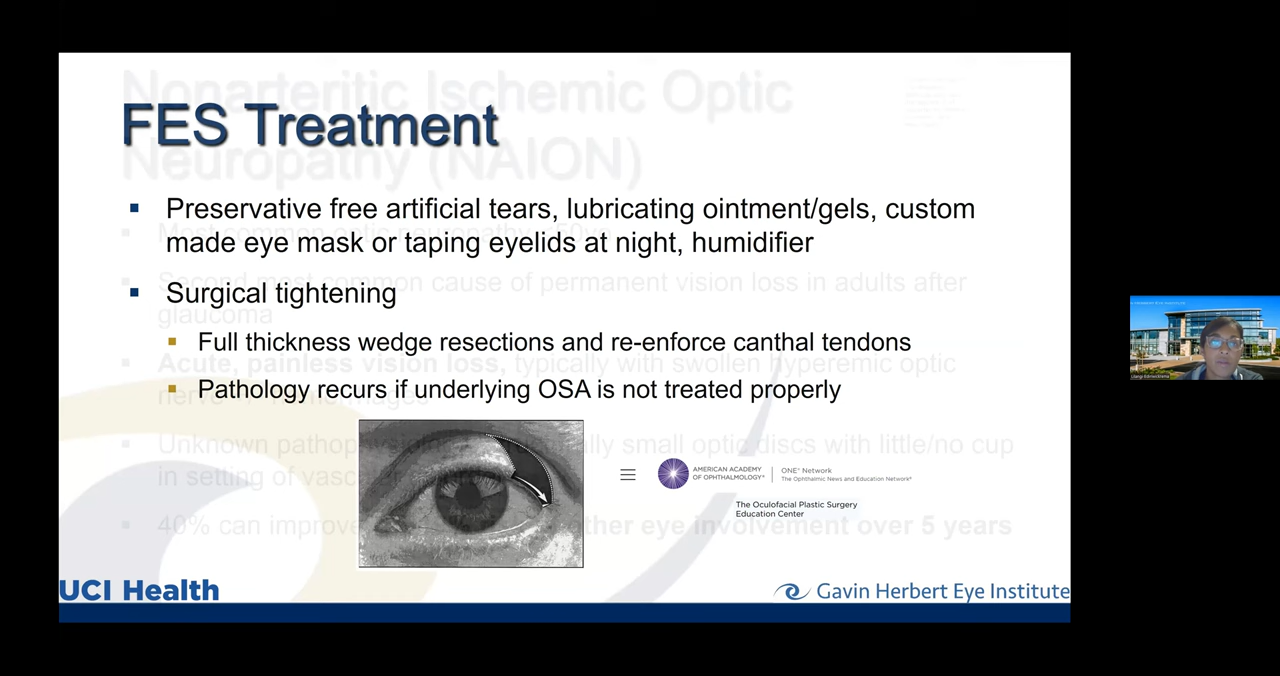 Nonarteritic Ischemic Optic
FES Treatment
Neuropathy (NAION)
Preservative free artificial tears, lubricating ointment/gels, custom
made eye mask or taping eyelids at night, humidifier
Most common optic neuropathy
Second most common cause of permanent vision loss in adults after
glaucoma
Surgical tightening
Full thickness wedge resections and re-enforce canthal tendons
Acute, painless vision loss, typically with swollen hyperemic optic
Pathology recurs if underlying OSA is not treated properly
Unknown small optic discs with little/no cup
in setting of
AMERICAN ACADEMY
OF OPHTHALMOLOGY®
ONE® Network
The Ophthalmic News and Education Network®
The Oculofacial Plastic Surgery
Education Center
40% can improve other eye involvement over 5 years
UCI Health
Gavin Herbert Eye Institute